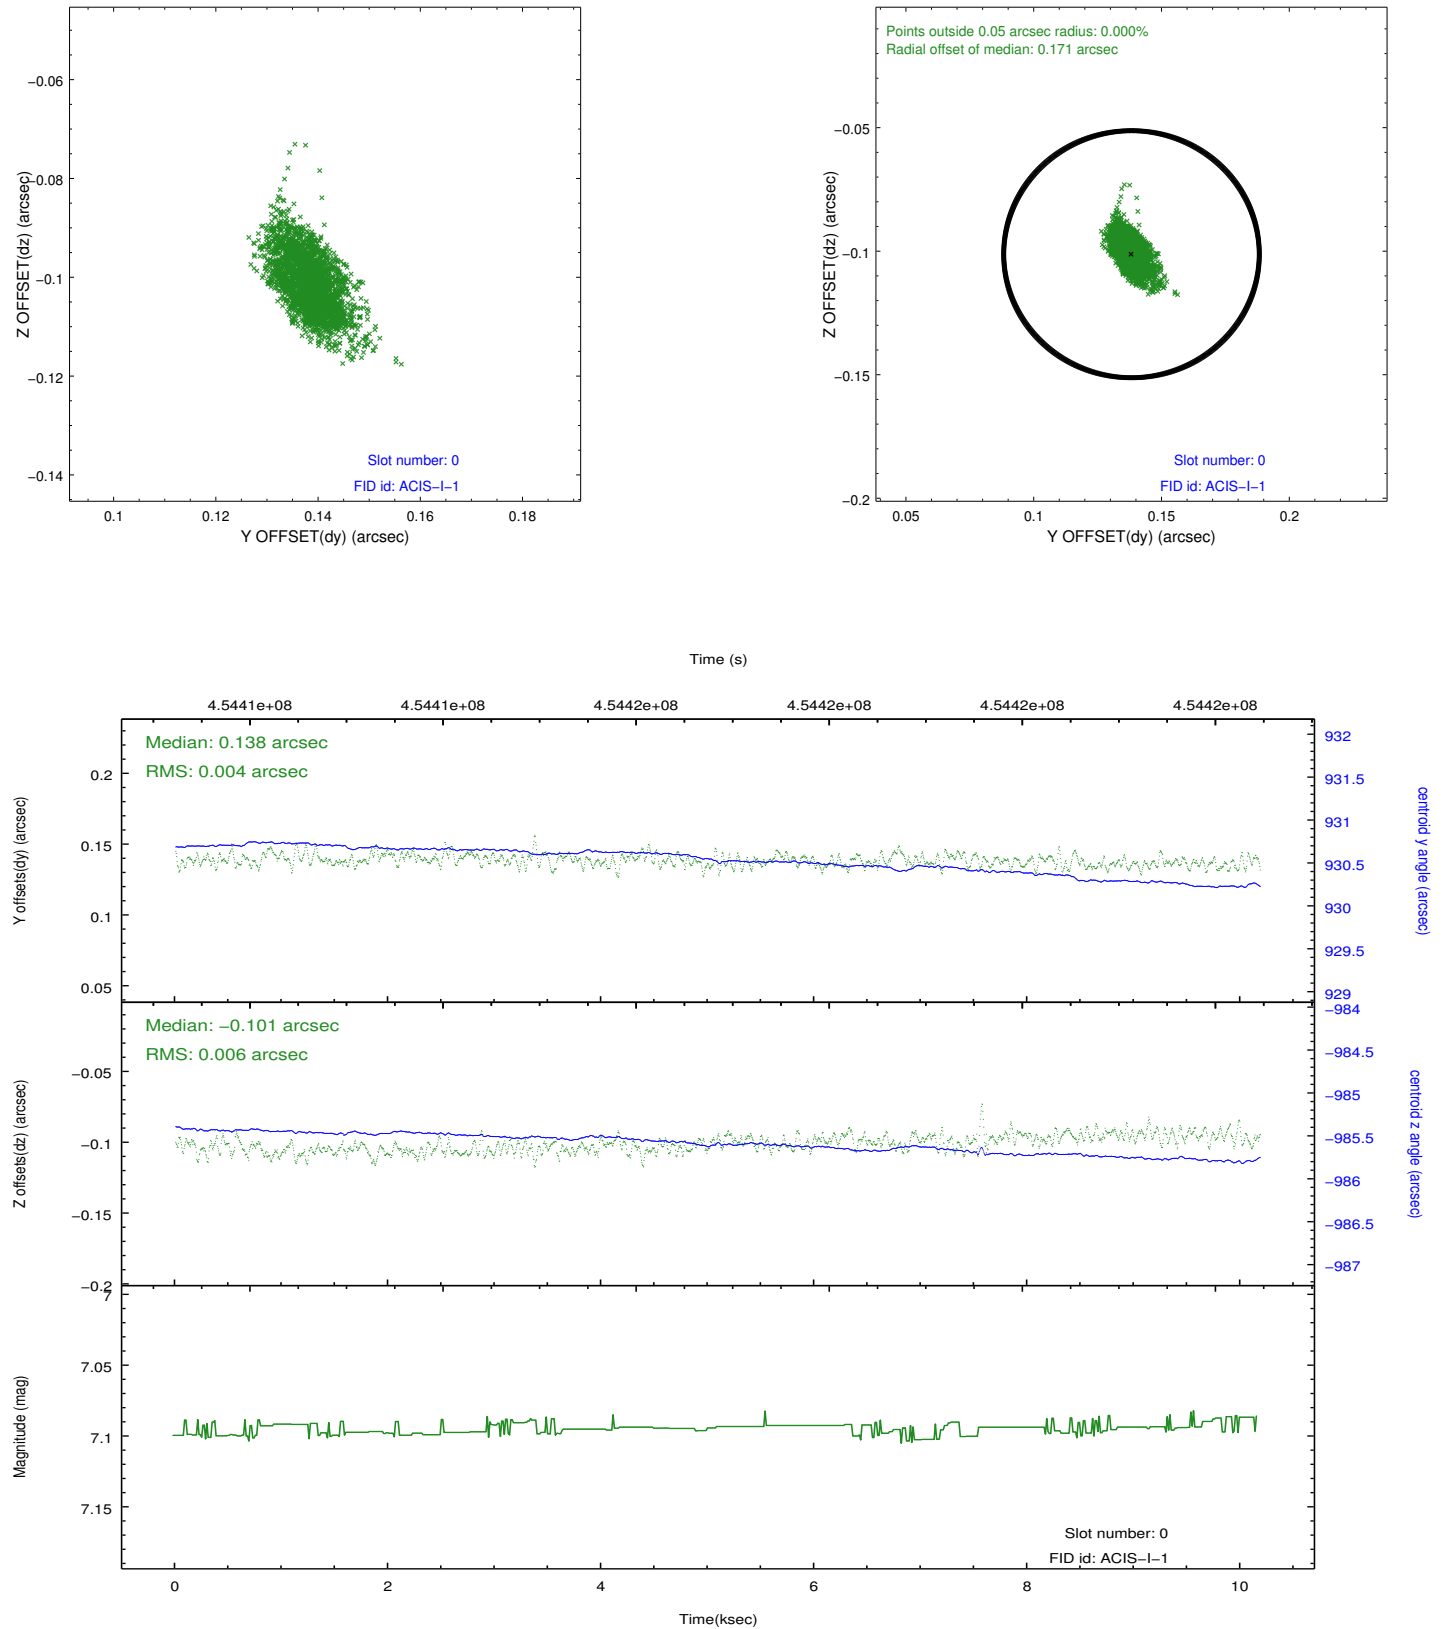 −0.06
−0.08
−0.1
−0.12
−0.14
Z OFFSET(dz) (arcsec)
0.1 0.12 0.14 0.16 0.18
Y OFFSET(dy) (arcsec)
Slot number: 0
FID id: ACIS−I−1
Points outside 0.05 arcsec radius: 0.000%
Radial offset of median: 0.171 arcsec
−0.05
−0.1
−0.15
−0.2
Z OFFSET(dz) (arcsec)
0.05 0.1 0.15 0.2
Y OFFSET(dy) (arcsec)
Slot number: 0
FID id: ACIS−I−1
Time (s)
4.5441e+08 4.5441e+08 4.5442e+08 4.5442e+08 4.5442e+08 4.5442e+08
Median: 0.138 arcsec
RMS: 0.004 arcsec
0.2
0.15
0.1
0.05
Y offsets(dy) (arcsec)
932
931.5
931
930.5
930
929.5
929
centroid y angle (arcsec)
Median: −0.101 arcsec
RMS: 0.006 arcsec
−0.05
−0.1
−0.15
−0.2
Z offsets(dz) (arcsec)
−984
−984.5
−985
−985.5
−986
−986.5
−987
centroid z angle (arcsec)
7
7.05
7.1
7.15
Magnitude (mag)
Slot number: 0
FID id: ACIS−I−1
0 2 4 6 8 10
Time(ksec)